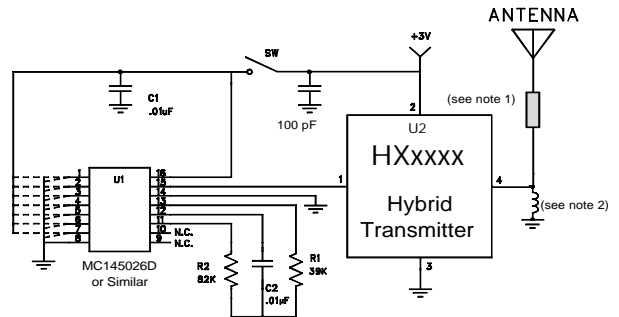 ANTENNA
+3V
SW
(see note 1)
C1
.01uF
100 pF
2
U2
HXxxxx
Hybrid
Transmitter
1
4
3
(see note 2)
U1
1
2
3
4
5
6
7
8
16
15
14
13
12
11
10
9
N.C.
N.C.
MC145026D
or Similar
R2
82K
C2
.01µF
R1
39K